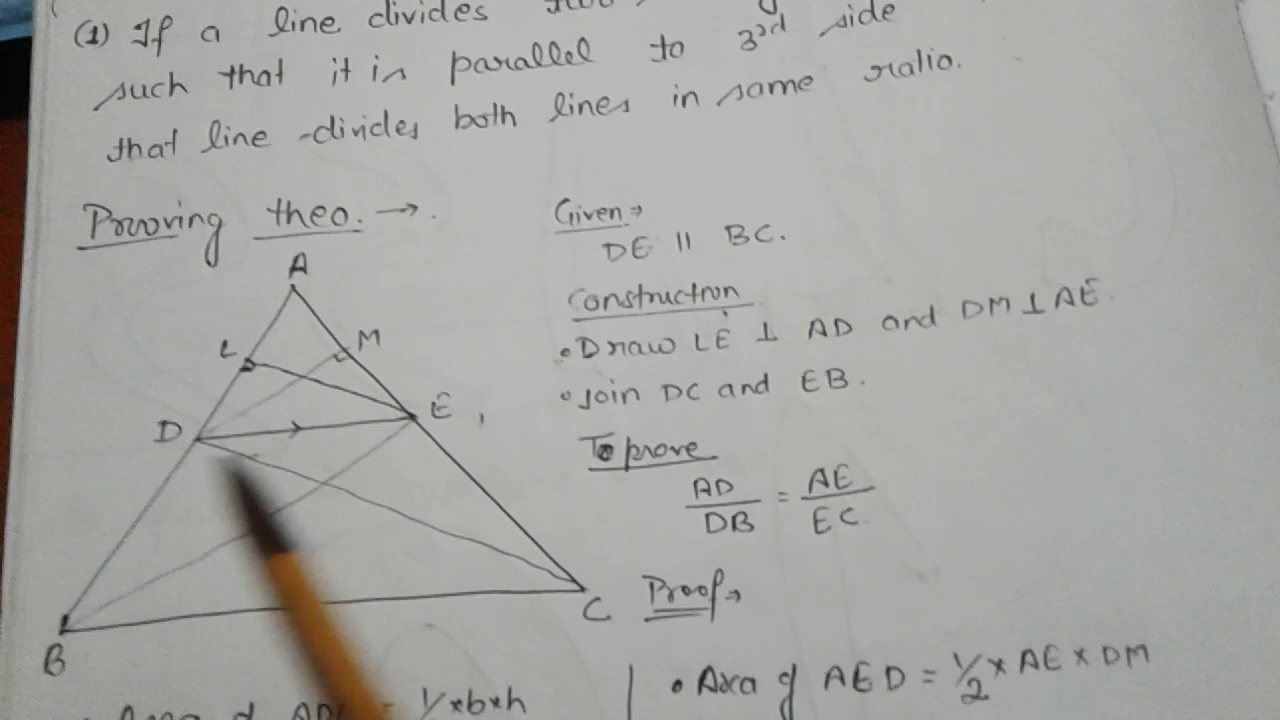 (1) If a line divides
such that it is parallel to 3rd side
that line divides both lines in same ratio.
Prooving theo. →.
Given →
DE || BC.
Construction
• Draw LE ⊥ AD and DM ⊥ AE
• Join DC and EB.
To prove
AD/DB = AE/EC.
A
L
M
D
E
B
C
Proof →
= 1/ × b × h
• Area of AED = 1/2 × AE × DM